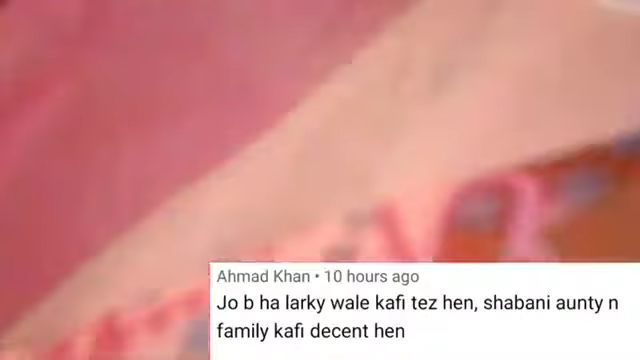 Ahmad Khan • 10 hours ago
Jo b ha larky wale kafi tez hen, shabani aunty n
family kafi decent hen